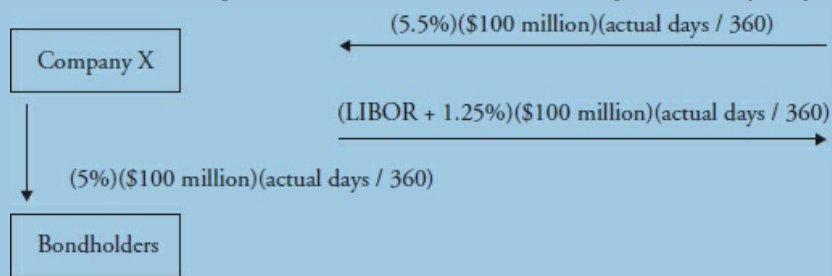 (5.5%)($100 million)(actual days / 360)
Company X
(LIBOR + 1.25%)($100 million)(actual days / 360)
(5%)($100 million)(actual days / 360)
Bondholders